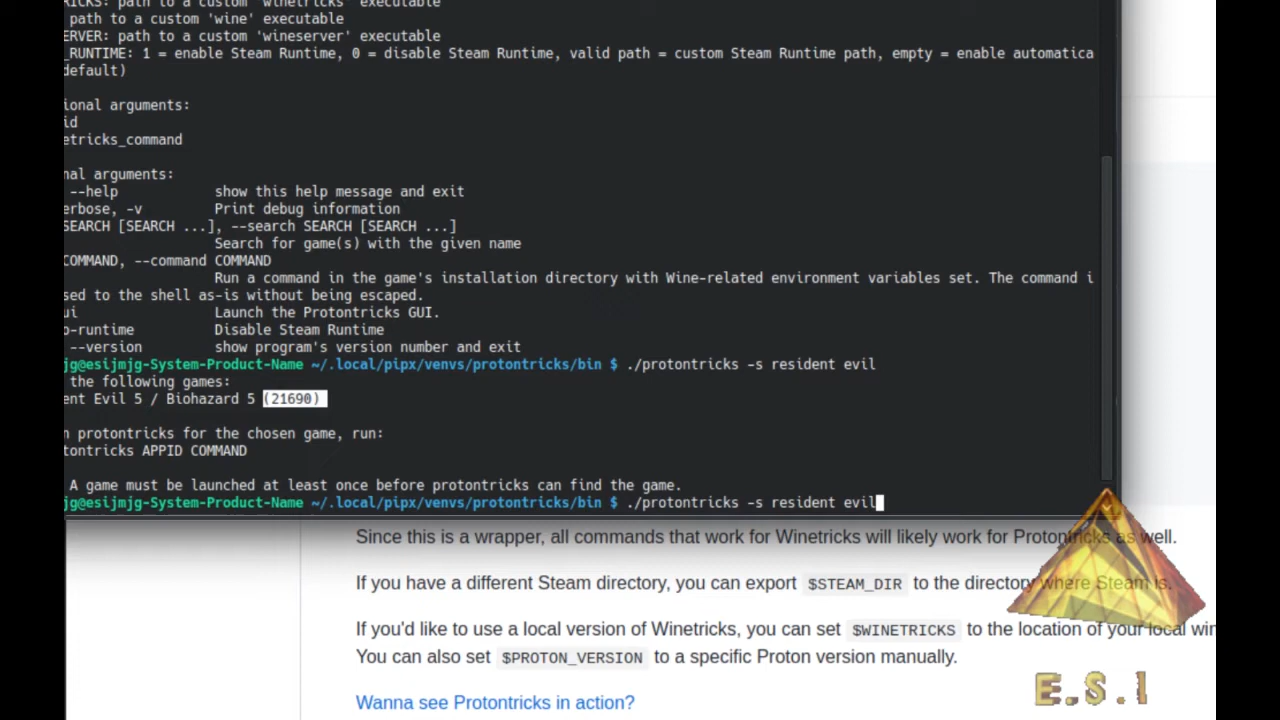 RICKS: path to a custom 'winetricks' executable
path to a custom 'wine' executable
ERVER: path to a custom 'wineserver' executable
_RUNTIME: 1 = enable Steam Runtime, 0 = disable Steam Runtime, valid path = custom Steam Runtime path, empty = enable automatica
default)
ional arguments:
id
etricks_command
nal arguments:
--help show this help message and exit
erbose, -v Print debug information
SEARCH [SEARCH ...], --search SEARCH [SEARCH ...]
Search for game(s) with the given name
COMMAND, --command COMMAND
Run a command in the game's installation directory with Wine-related environment variables set. The command i
sed to the shell as-is without being escaped.
ui Launch the Protontricks GUI.
o-runtime Disable Steam Runtime
--version show program's version number and exit
jg@esijmjg-System-Product-Name ~/.local/pipx/venvs/protontricks/bin $ ./protontricks -s resident evil
the following games:
ent Evil 5 / Biohazard 5 (21690)
n protontricks for the chosen game, run:
tontricks APPID COMMAND
A game must be launched at least once before protontricks can find the game.
jg@esijmjg-System-Product-Name ~/.local/pipx/venvs/protontricks/bin $ ./protontricks -s resident evil
Since this is a wrapper, all commands that work for Winetricks will likely work for Protontricks as well.
If you have a different Steam directory, you can export $STEAM_DIR to the directory where Steam is.
If you'd like to use a local version of Winetricks, you can set $WINETRICKS to the location of your local win
You can also set $PROTON_VERSION to a specific Proton version manually.
Wanna see Protontricks in action?
E.S.I